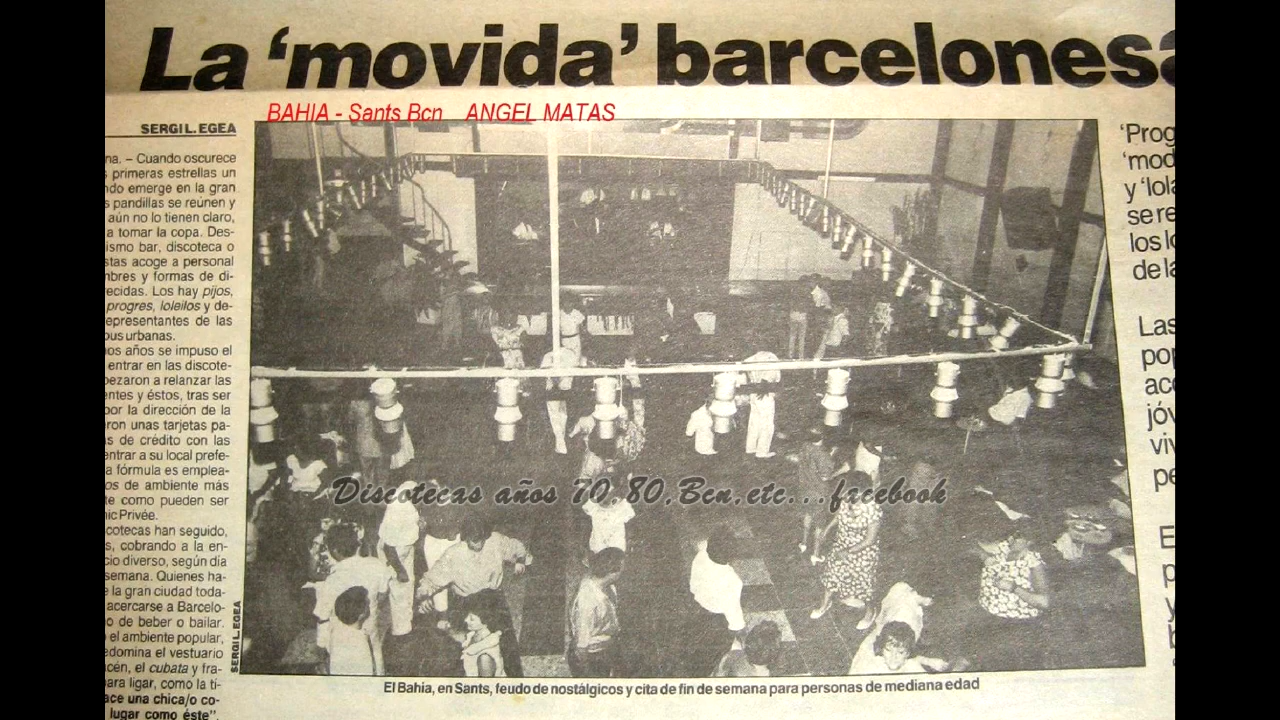 La ‘movida’ barcelonesa
BAHIA - Sants Bcn ANGEL MATAS
SERGI L. EGEA
na. – Cuando oscurece
primeras estrellas un
ndo emerge en la gran
s pandillas se reúnen y
aún no lo tienen claro,
a tomar la copa. Des-
ismo bar, discoteca o
stas acoge a personal
mbres y formas de di-
ecidas. Los hay pijos,
progres, loleilos y de-
epresentantes de las
ous urbanas.
nos años se impuso el
entrar en las discote-
pezaron a relanzar las
entes y éstos, tras ser
por la dirección de la
eron unas tarjetas pa-
s de crédito con las
entrar a su local prefe-
a fórmula es emplea-
os de ambiente más
te como pueden ser
nic Privée.
scotecas han seguido,
s, cobrando a la en-
cio diverso, según día
semana. Quienes ha-
e la gran ciudad toda-
acercarse a Barcelo-
o de beber o bailar.
el ambiente popular,
edomina el vestuario
cén, el cubata y fra-
para ligar, como la tí-
ace una chica/o co-
lugar como éste”.
SERGI L. EGEA
Discotecas años 70,80,Bcn,etc...facebook
El Bahía, en Sants, feudo de nostálgicos y cita de fin de semana para personas de mediana edad
‘Prog
‘mod
y ‘lola
se re
los lo
de la
Las
por
acc
jóv
viv
pe
E
p
y
b